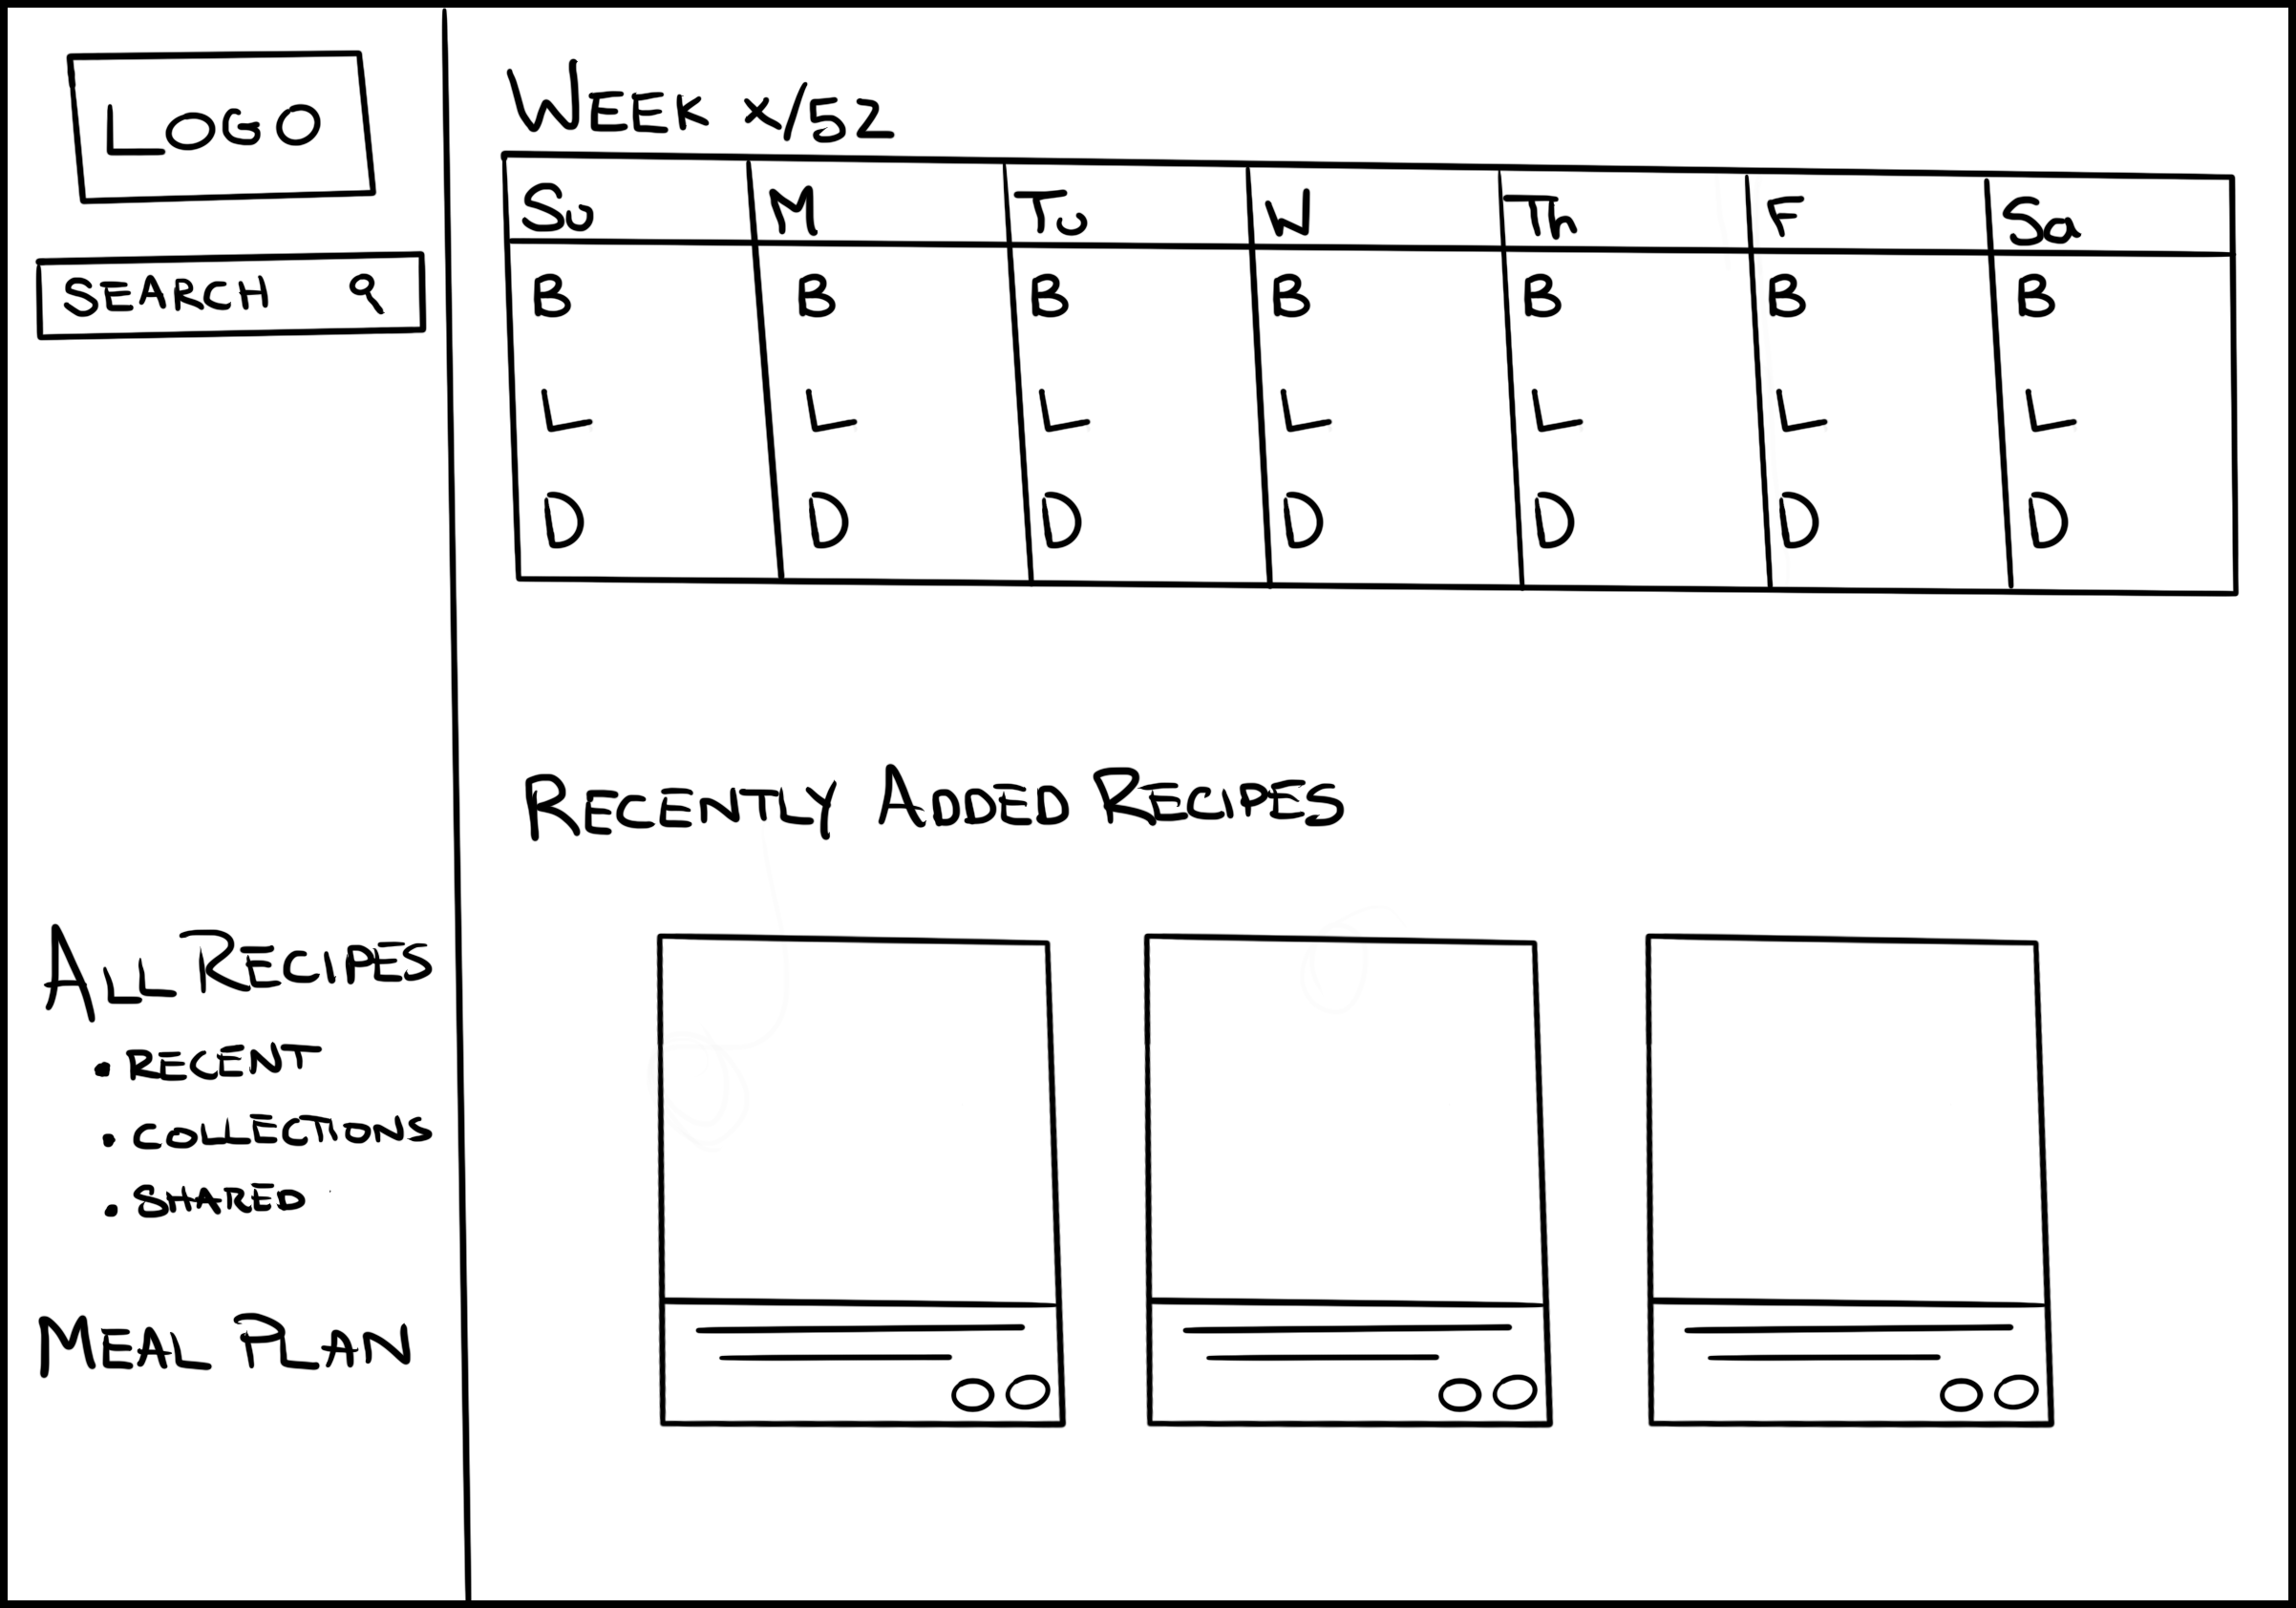 LOGO
SEARCH
ALL RECIPES
• RECENT
• COLLECTIONS
• SHARED
MEAL PLAN
WEEK x/52
Su M Tu W Th F Sa
B B B B B B B
L L L L L L L
D D D D D D D
RECENTLY ADDED RECIPES